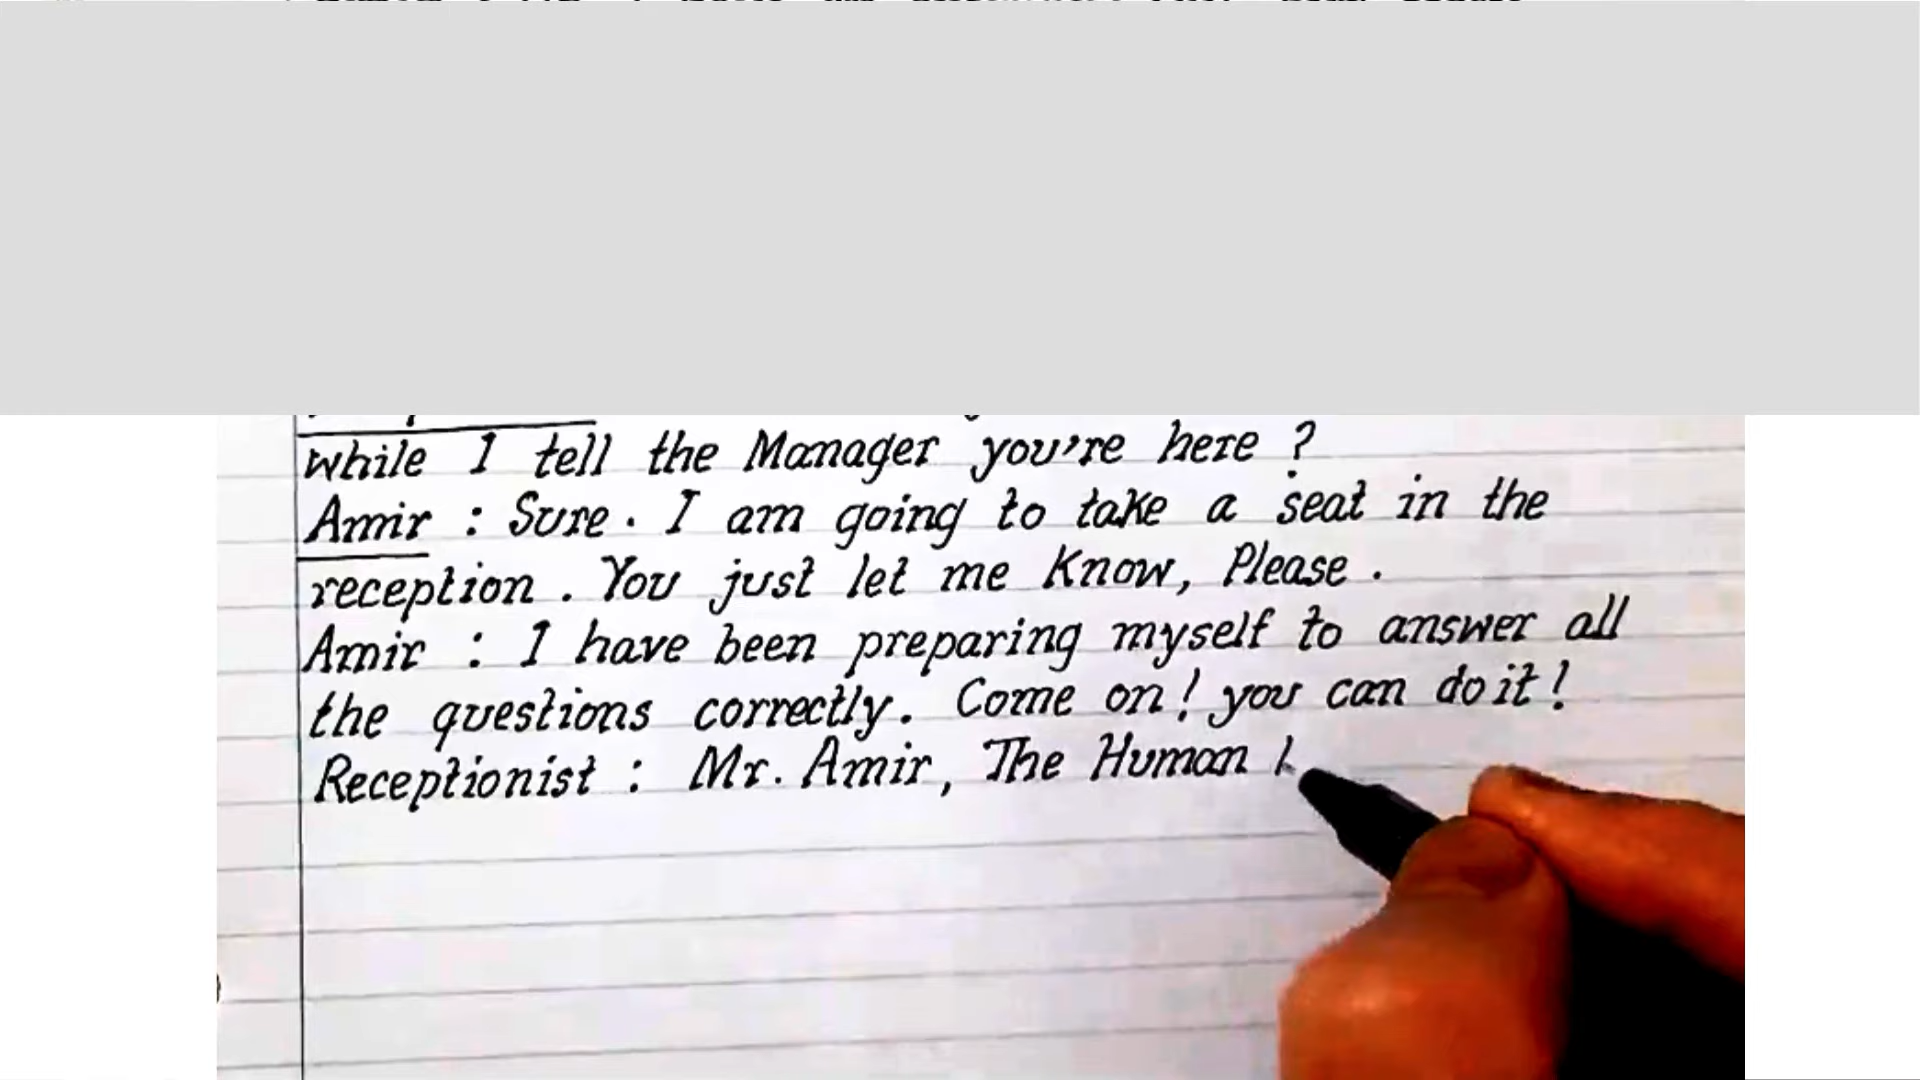 while I tell the Manager you're here ?
Amir : Sure. I am going to take a seat in the
reception. You just let me Know, Please.
Amir : I have been preparing myself to answer all
the questions correctly. Come on! you can do it!
Receptionist : Mr. Amir, The Human